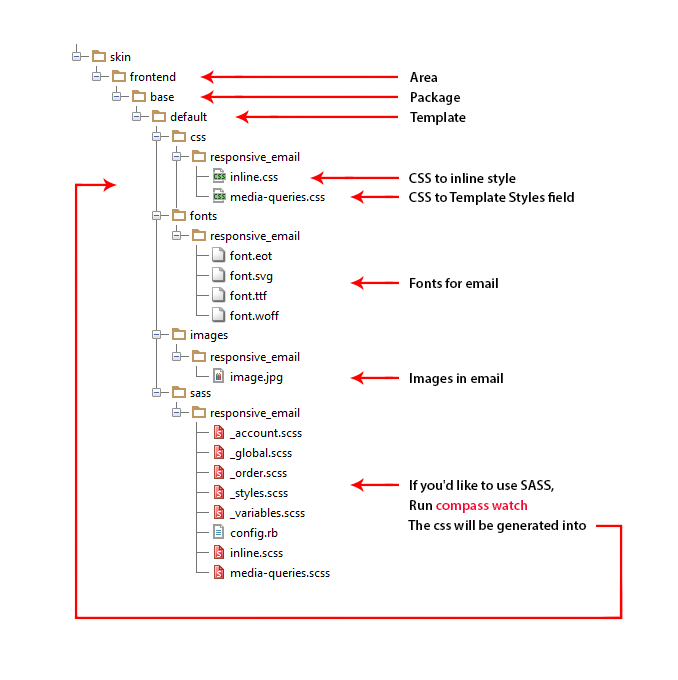 skin
frontend
Area
base
Package
default
Template
css
responsive_email
inline.css
CSS to inline style
media-queries.css
CSS to Template Styles field
fonts
responsive_email
font.eot
font.svg
Fonts for email
font.ttf
font.woff
images
responsive_email
image.jpg
Images in email
sass
responsive_email
_account.scss
_global.scss
_order.scss
_styles.scss
_variables.scss
config.rb
inline.scss
media-queries.scss
If you'd like to use SASS,
Run compass watch
The css will be generated into